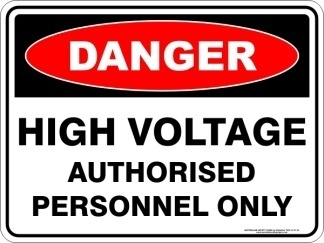 DANGER
HIGH VOLTAGE
AUTHORISED
PERSONNEL ONLY